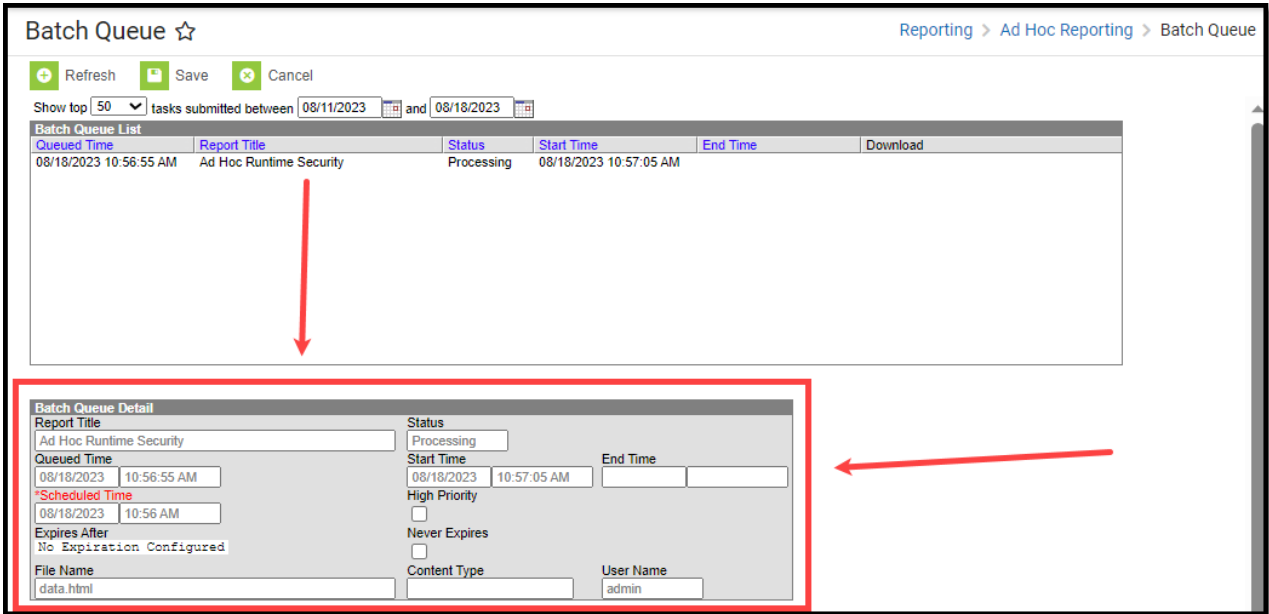 Batch Queue ☆ Reporting > Ad Hoc Reporting > Batch Queue
Refresh Save Cancel
Show top 50 tasks submitted between 08/11/2023 and 08/18/2023
Batch Queue List
Queued Time Report Title Status Start Time End Time Download
08/18/2023 10:56:55 AM Ad Hoc Runtime Security Processing 08/18/2023 10:57:05 AM
Batch Queue Detail
Report Title Status
Ad Hoc Runtime Security Processing
Queued Time Start Time End Time
08/18/2023 10:56:55 AM 08/18/2023 10:57:05 AM
*Scheduled Time High Priority
08/18/2023 10:56 AM
Expires After Never Expires
No Expiration Configured
File Name Content Type User Name
data.html admin